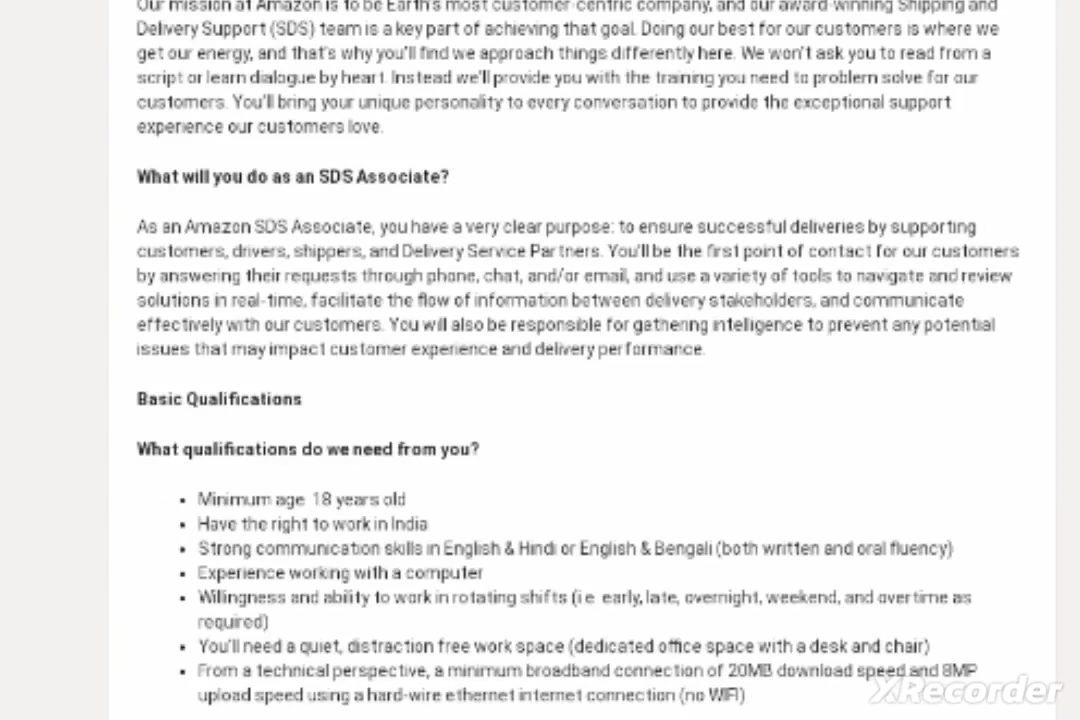 Our mission at Amazon is to be Earth's most customer-centric company, and our award-winning Shipping and
Delivery Support (SDS) team is a key part of achieving that goal. Doing our best for our customers is where we
get our energy, and that's why you'll find we approach things differently here. We won't ask you to read from a
script or learn dialogue by heart. Instead we'll provide you with the training you need to problem solve for our
customers. You'll bring your unique personality to every conversation to provide the exceptional support
experience our customers love.
What will you do as an SDS Associate?
As an Amazon SDS Associate, you have a very clear purpose: to ensure successful deliveries by supporting
customers, drivers, shippers, and Delivery Service Partners. You'll be the first point of contact for our customers
by answering their requests through phone, chat, and/or email, and use a variety of tools to navigate and review
solutions in real-time, facilitate the flow of information between delivery stakeholders, and communicate
effectively with our customers. You will also be responsible for gathering intelligence to prevent any potential
issues that may impact customer experience and delivery performance.
Basic Qualifications
What qualifications do we need from you?
• Minimum age 18 years old
• Have the right to work in India
• Strong communication skills in English & Hindi or English & Bengali (both written and oral fluency)
• Experience working with a computer
• Willingness and ability to work in rotating shifts (i.e early, late, overnight, weekend, and overtime as
required)
• You'll need a quiet, distraction free work space (dedicated office space with a desk and chair)
• From a technical perspective, a minimum broadband connection of 20MB download speed and
upload speed using a hard-wire ethernet internet connection (no WIFI)
XRecorder